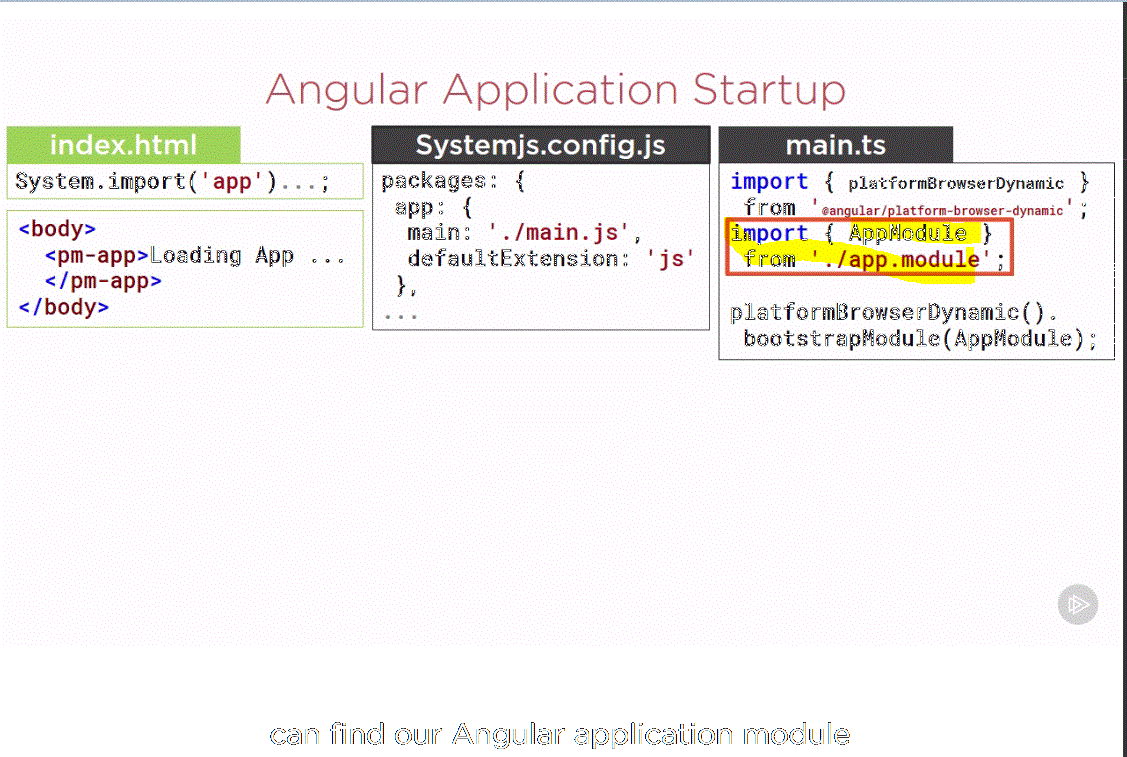 Angular Application Startup
index.html
System.import('app')...;
<body>
<pm-app>Loading App ...
</pm-app>
</body>
Systemjs.config.js
packages: {
app: {
main: './main.js',
defaultExtension: 'js'
},
...
main.ts
import { platformBrowserDynamic }
from '@angular/platform-browser-dynamic';
import { AppModule }
from './app.module';
platformBrowserDynamic().
bootstrapModule(AppModule);
can find our Angular application module